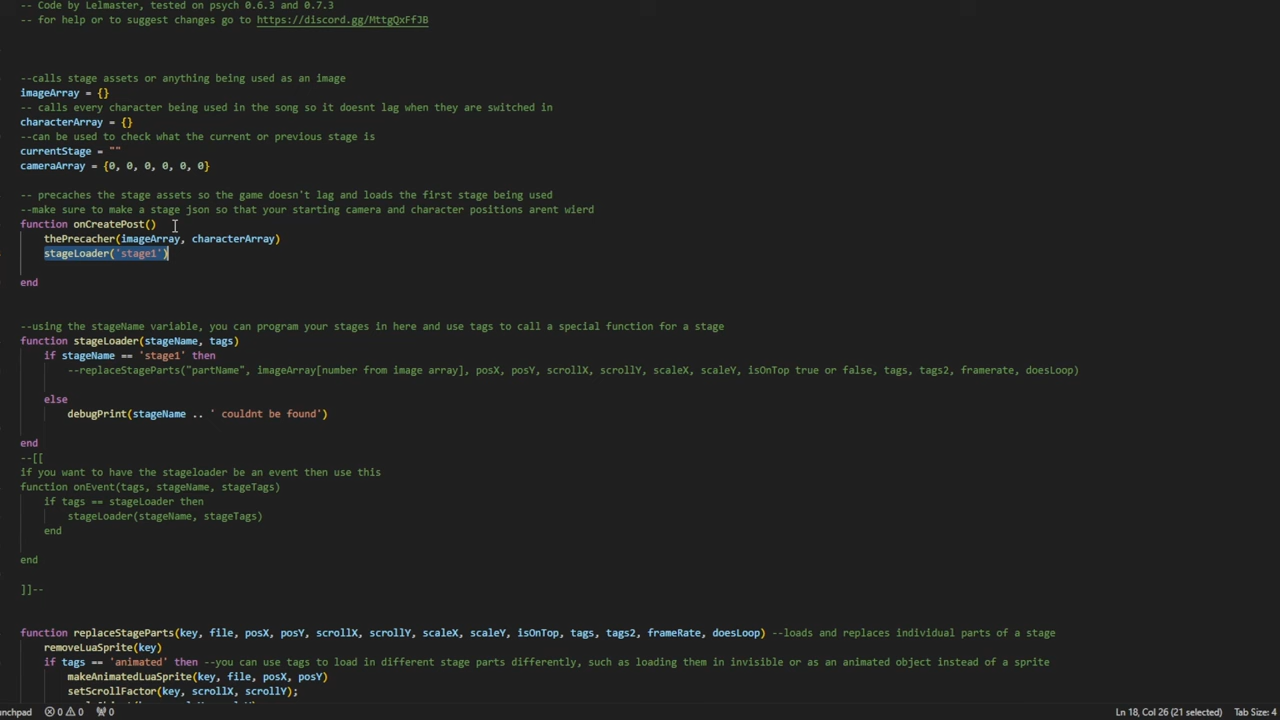 -- Code by Lelmaster, tested on psych 0.6.3 and 0.7.3
-- for help or to suggest changes go to https://discord.gg/MttgQxFfJB
--calls stage assets or anything being used as an image
imageArray = {}
-- calls every character being used in the song so it doesnt lag when they are switched in
characterArray = {}
--can be used to check what the current or previous stage is
currentStage = ""
cameraArray = {0, 0, 0, 0, 0, 0}
-- precaches the stage assets so the game doesn't lag and loads the first stage being used
--make sure to make a stage json so that your starting camera and character positions arent wierd
function onCreatePost()
thePrecacher(imageArray, characterArray)
stageLoader('stage1')
end
--using the stageName variable, you can program your stages in here and use tags to call a special function for a stage
function stageLoader(stageName, tags)
if stageName == 'stage1' then
--replaceStageParts("partName", imageArray[number from image array], posX, posY, scrollX, scrollY, scaleX, scaleY, isOnTop true or false, tags, tags2, framerate, doesLoop)
else
debugPrint(stageName .. ' couldnt be found')
end
--[[
if you want to have the stageloader be an event then use this
function onEvent(tags, stageName, stageTags)
if tags == stageLoader then
stageLoader(stageName, stageTags)
end
end
]]--
function replaceStageParts(key, file, posX, posY, scrollX, scrollY, scaleX, scaleY, isOnTop, tags, tags2, frameRate, doesLoop) --loads and replaces individual parts of a stage
removeLuaSprite(key)
if tags == 'animated' then --you can use tags to load in different stage parts differently, such as loading them in invisible or as an animated object instead of a sprite
makeAnimatedLuaSprite(key, file, posX, posY)
setScrollFactor(key, scrollX, scrollY);
unchpad 0 0 0 Ln 18, Col 26 (21 selected) Tab Size: 4